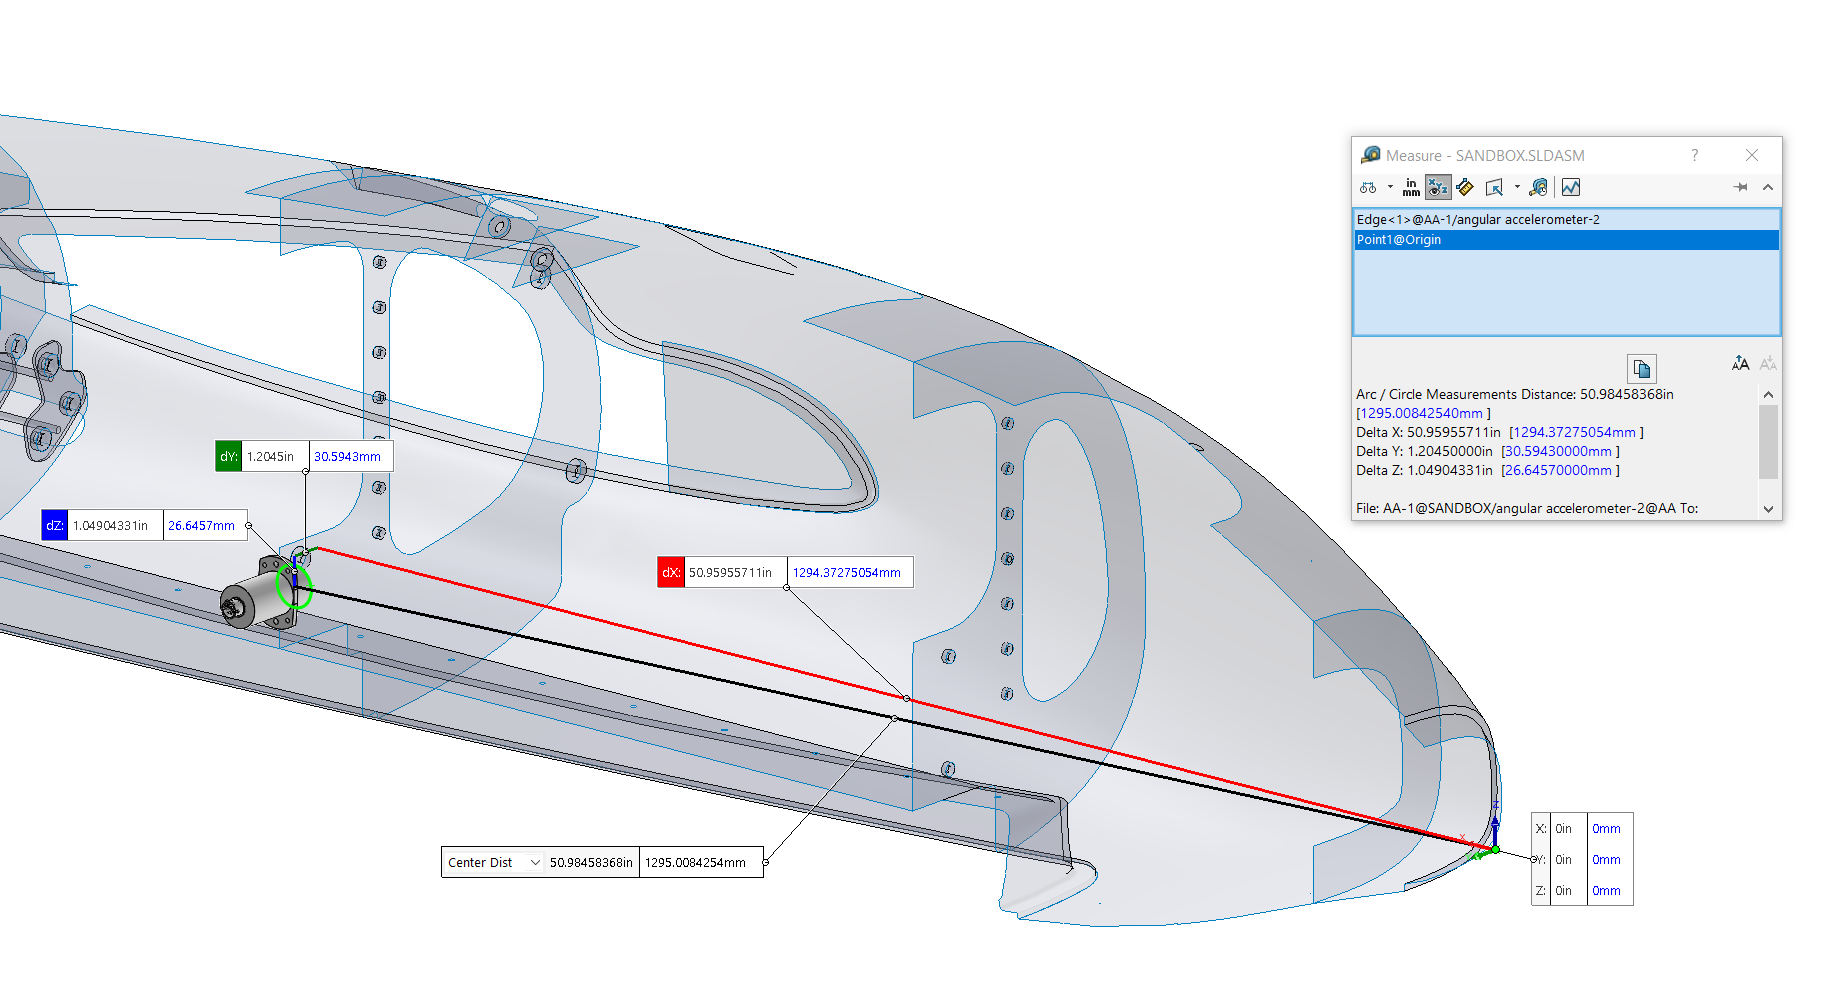 Measure - SANDBOX.SLDASM
?
in
mm
XYZ
Edge<1>@AA-1/angular accelerometer-2
Point1@Origin
AA AA
Arc / Circle Measurements Distance: 50.98458368in
[1295.00842540mm ]
Delta X: 50.95955711in [1294.37275054mm ]
Delta Y: 1.20450000in [30.59430000mm ]
Delta Z: 1.04904331in [26.64570000mm ]
File: AA-1@SANDBOX/angular accelerometer-2@AA To:
dY: 1.2045in 30.5943mm
dZ: 1.04904331in 26.6457mm
dX: 50.95955711in 1294.37275054mm
X
Z
X: 0in 0mm
Y: 0in 0mm
Z: 0in 0mm
Center Dist 50.98458368in 1295.0084254mm